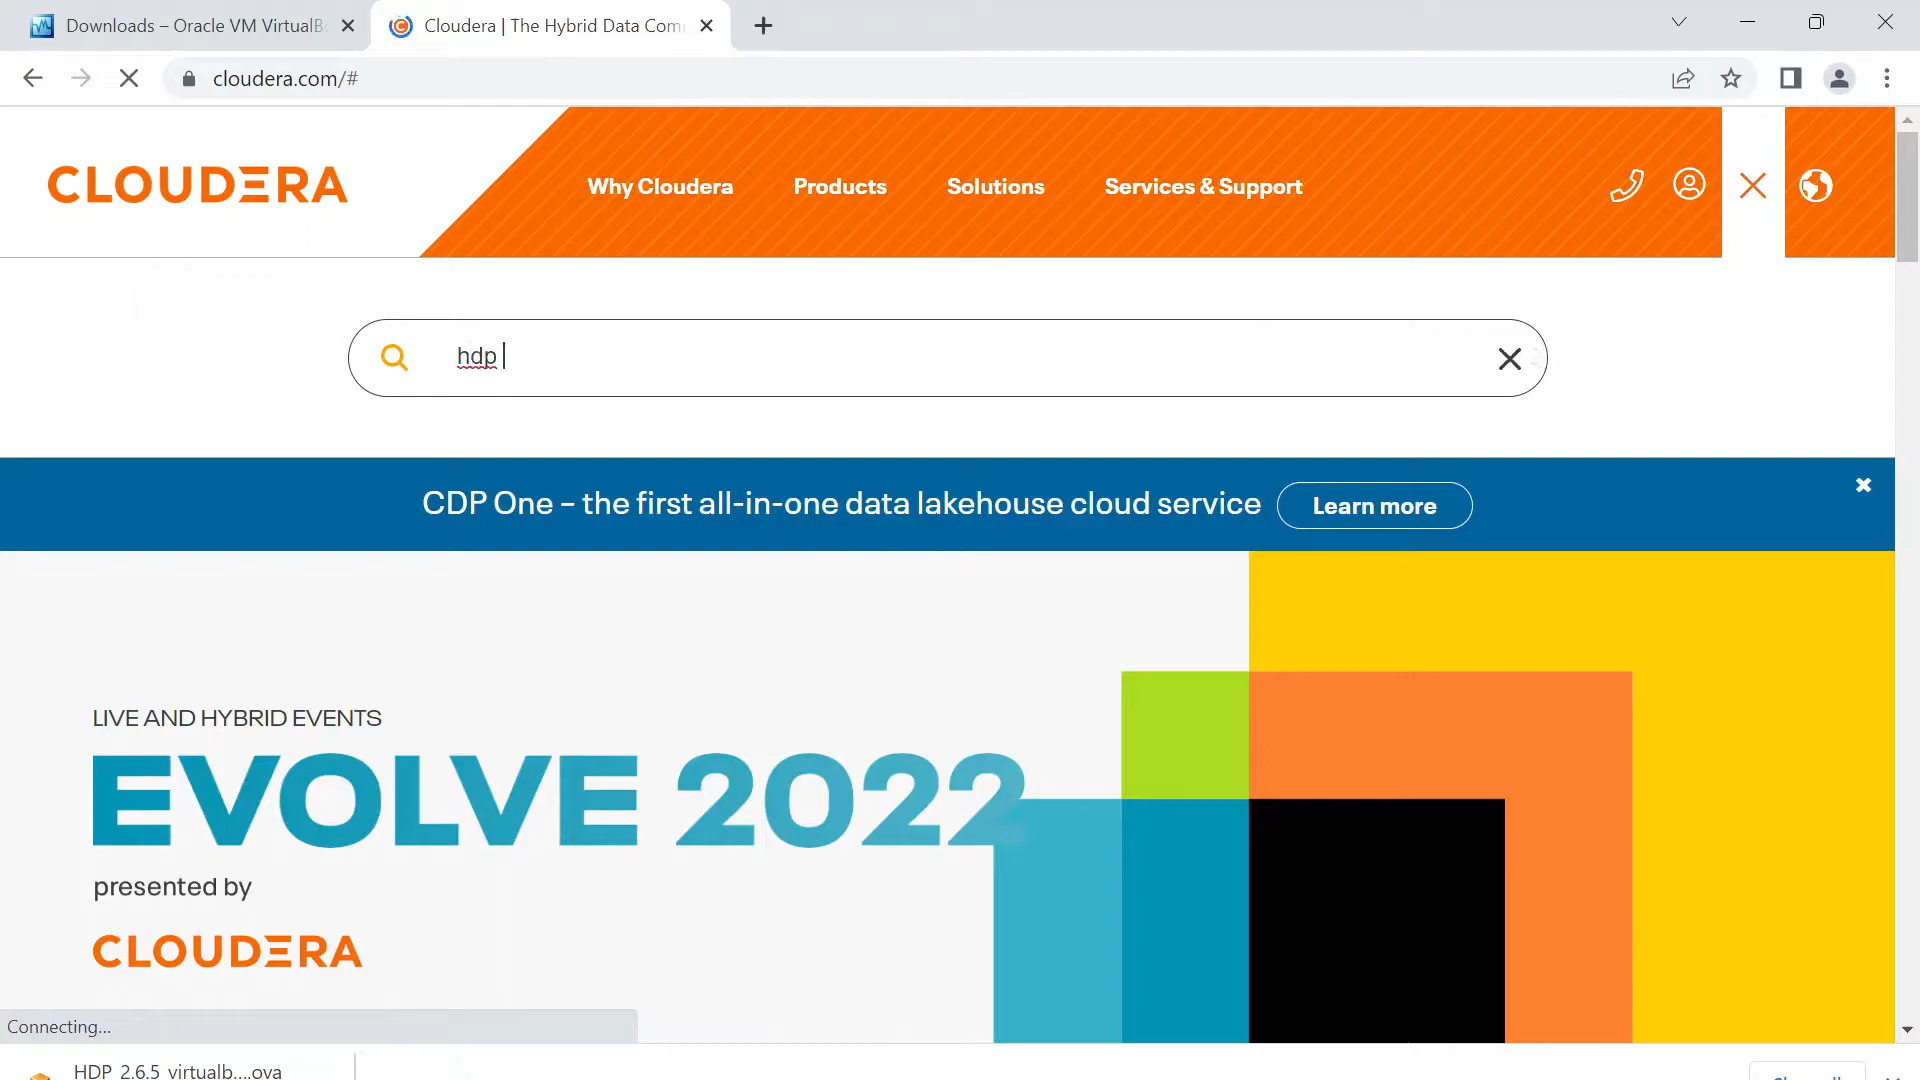 Downloads – Oracle VM VirtualB
Cloudera | The Hybrid Data Com
cloudera.com/#
CLOUDERA
Why Cloudera
Products
Solutions
Services & Support
hdp
CDP One – the first all-in-one data lakehouse cloud service
Learn more
LIVE AND HYBRID EVENTS
EVOLVE 2022
presented by
CLOUDERA
Connecting...
HDP_2.6.5_virtualb....ova